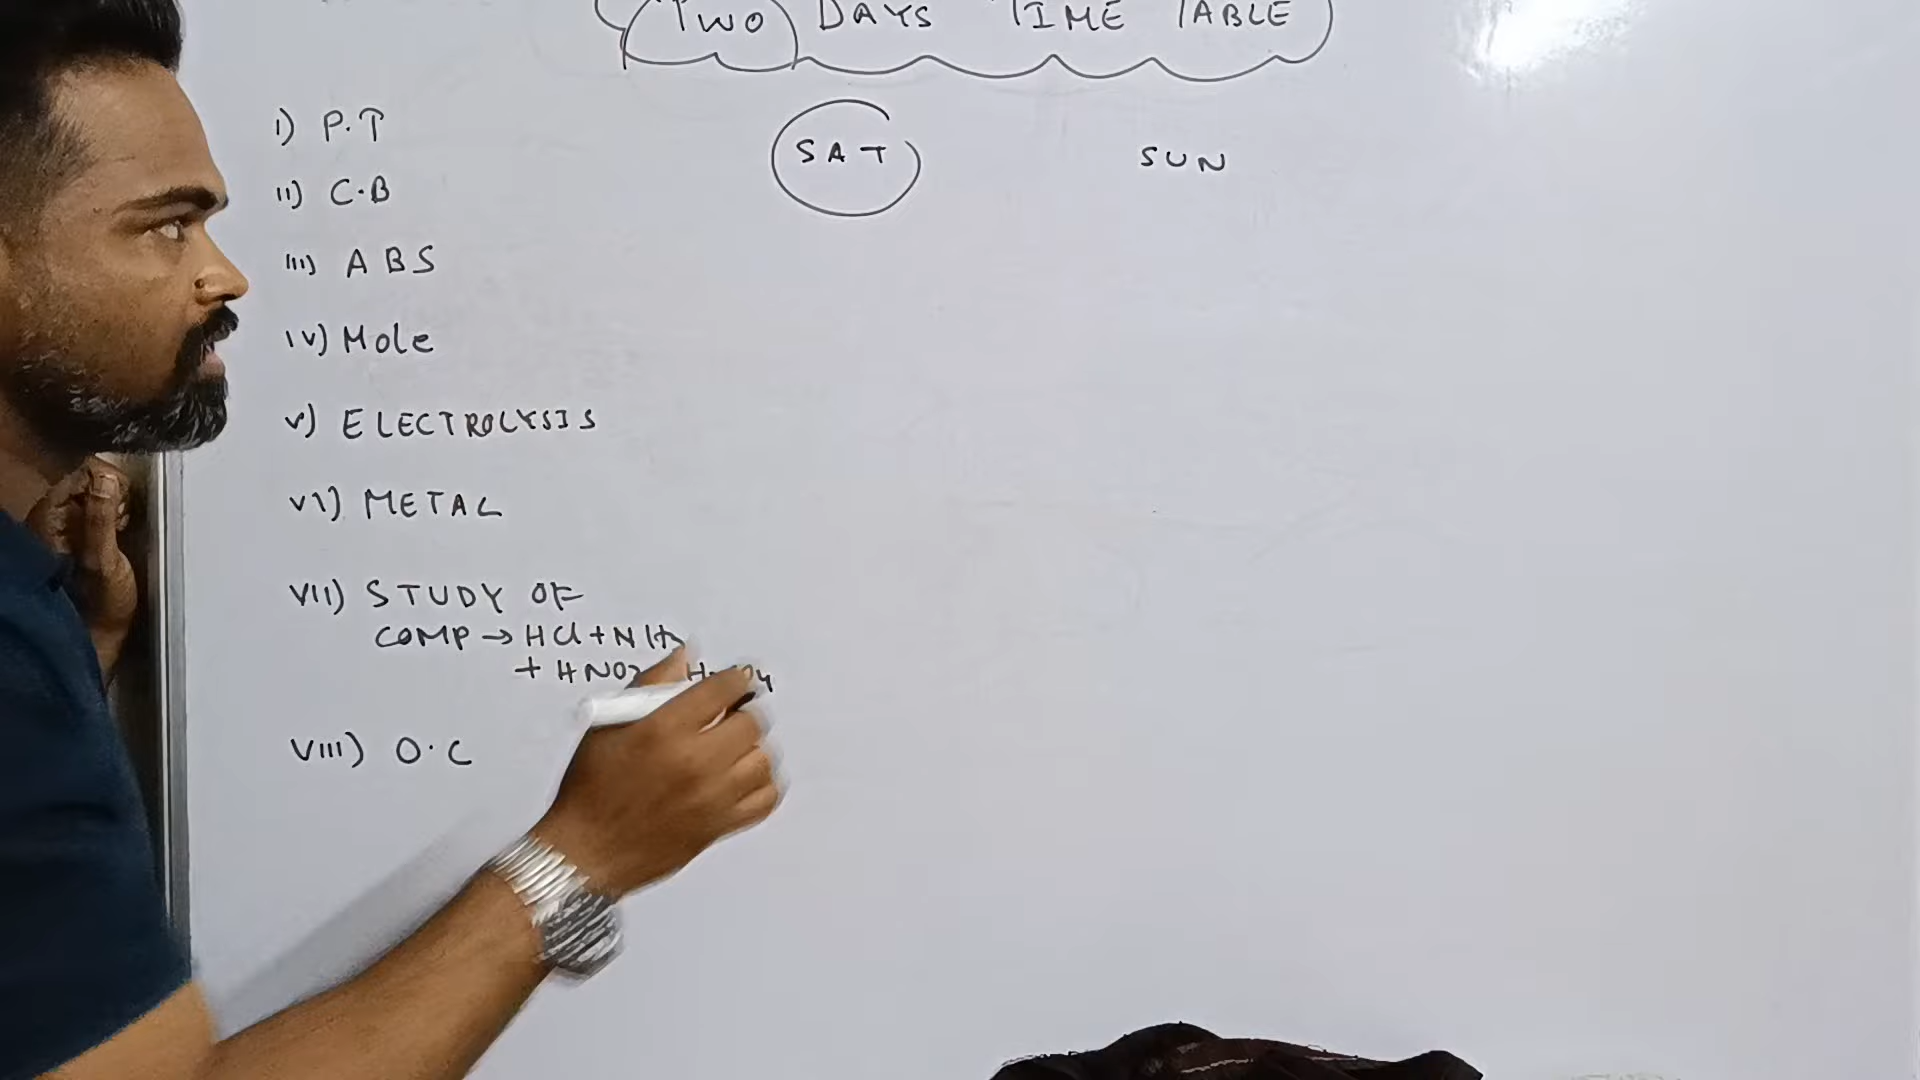 TWO DAYS TIME TABLE
SAT SUN
I) P.T
II) C.B
III) ABS
IV) Mole
V) ELECTROLYSIS
VI) METAL
VII) STUDY OF
COMP → HCl + NH3
+ HNO3
VIII) O.C